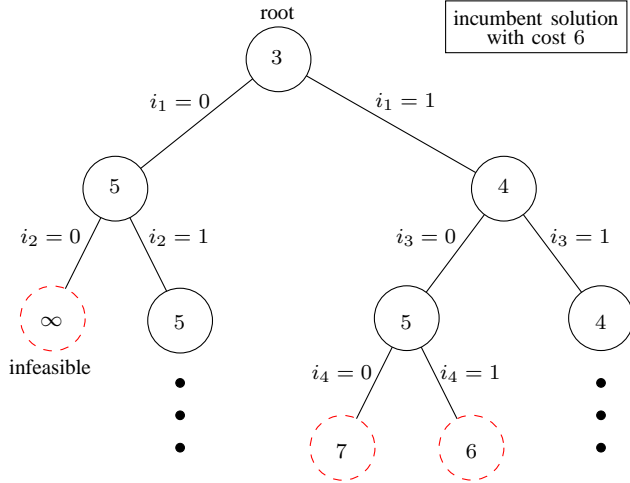 root
incumbent solution
with cost 6
3
i₁ = 0
i₁ = 1
5
4
i₂ = 0
i₂ = 1
i₃ = 0
i₃ = 1
∞
5
5
4
infeasible
i₄ = 0
i₄ = 1
7
6